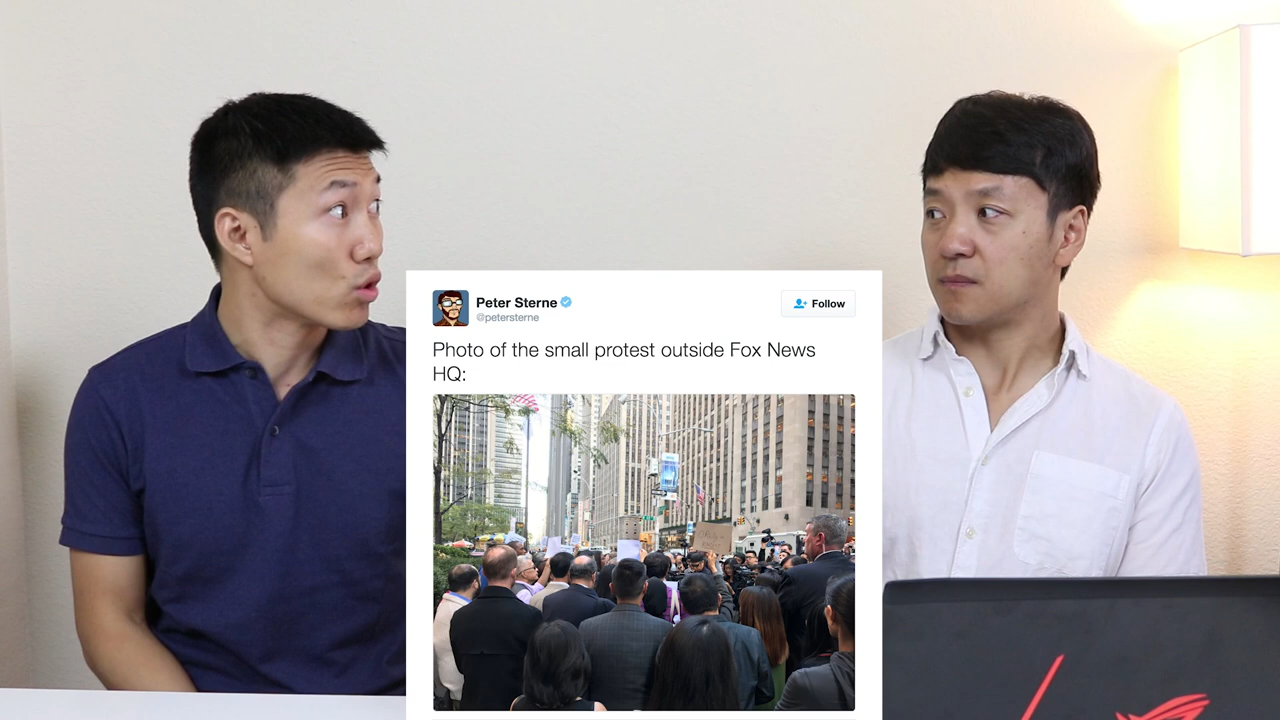 Peter Sterne
@petersterne
Follow
Photo of the small protest outside Fox News
HQ: